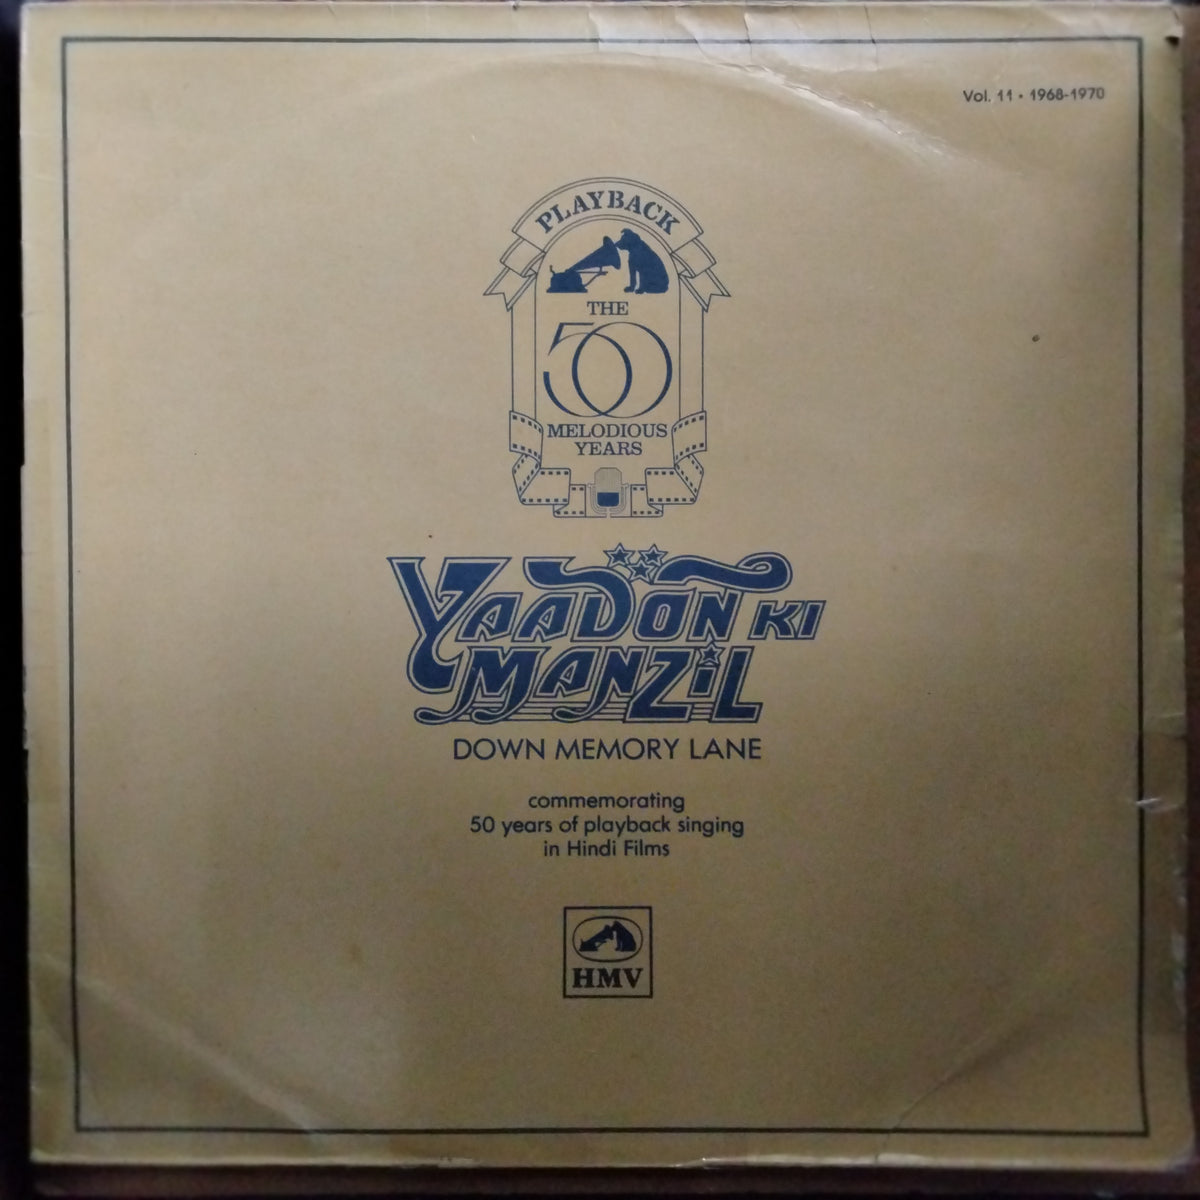 Vol. 11 • 1968-1970
PLAYBACK
THE
50
MELODIOUS
YEARS
YAADON KI
MANZIL
DOWN MEMORY LANE
commemorating
50 years of playback singing
in Hindi Films
HMV